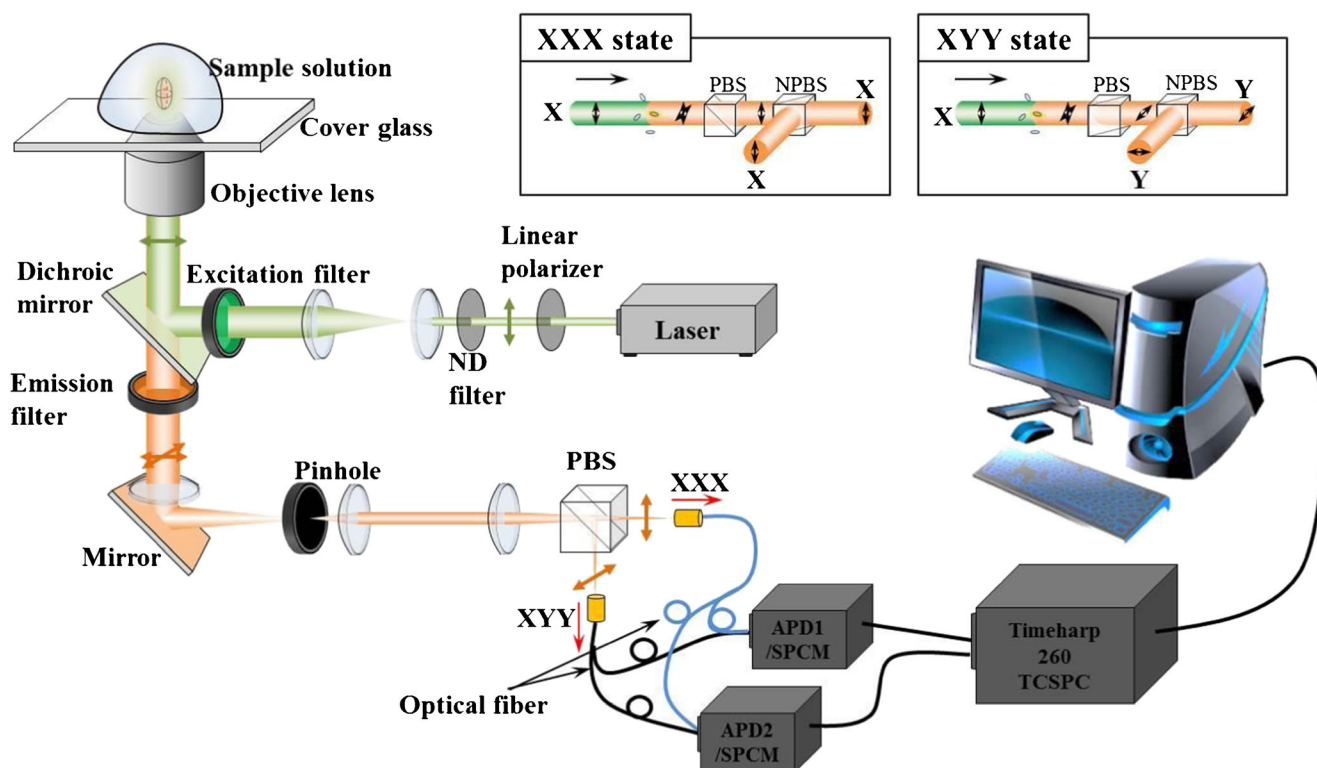 XXX state
PBS
NPBS
X
X
X
XYY state
PBS
NPBS
X
Y
Y
Sample solution
Cover glass
Objective lens
Dichroic
mirror
Excitation filter
Linear
polarizer
Laser
ND
filter
Emission
filter
Pinhole
PBS
XXX
Mirror
XYY
Optical fiber
APD1
/SPCM
APD2
/SPCM
Timeharp
260
TCSPC